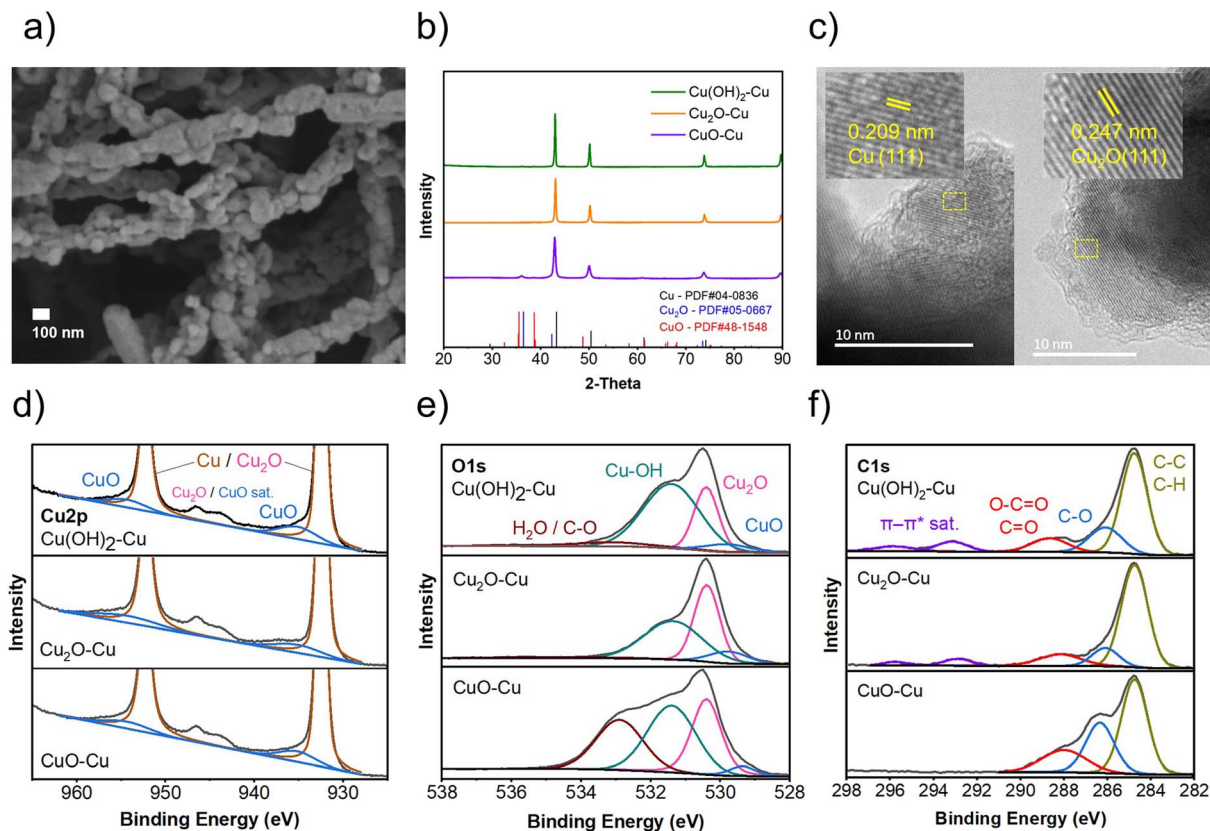 a)
100 nm
b)
Intensity
Cu(OH)₂-Cu
Cu₂O-Cu
CuO-Cu
Cu - PDF#04-0836
Cu₂O - PDF#05-0667
CuO - PDF#48-1548
20 30 40 50 60 70 80 90
2-Theta
c)
0.209 nm
Cu (111)
10 nm
0.247 nm
Cu₂O(111)
10 nm
d)
Intensity
CuO
Cu / Cu₂O
Cu₂O / CuO sat.
CuO
Cu2p
Cu(OH)₂-Cu
Cu₂O-Cu
CuO-Cu
960 950 940 930
Binding Energy (eV)
e)
Intensity
O1s
Cu(OH)₂-Cu
Cu-OH
Cu₂O
H₂O / C-O
CuO
Cu₂O-Cu
CuO-Cu
538 536 534 532 530 528
Binding Energy (eV)
f)
Intensity
C1s
Cu(OH)₂-Cu
C-C
C-H
O-C=O
C=O
C-O
π–π* sat.
Cu₂O-Cu
CuO-Cu
298 296 294 292 290 288 286 284 282
Binding Energy (eV)